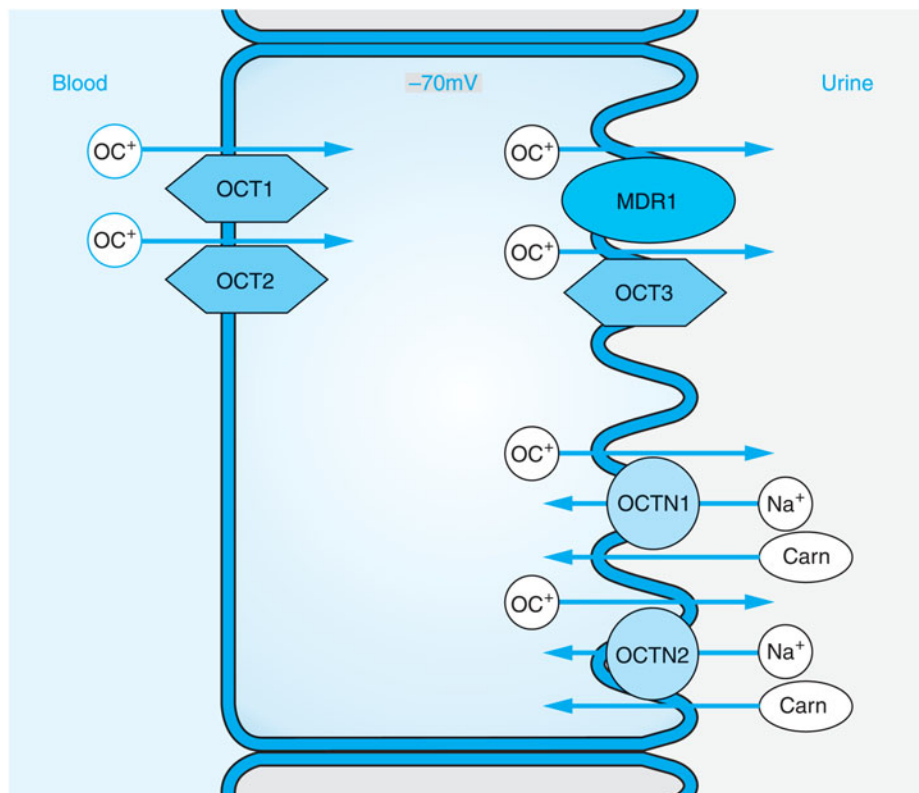 Blood
–70mV
Urine
OC⁺
OC⁺
OCT1
MDR1
OC⁺
OC⁺
OCT2
OCT3
OC⁺
OCTN1
Na⁺
Carn
OC⁺
OCTN2
Na⁺
Carn